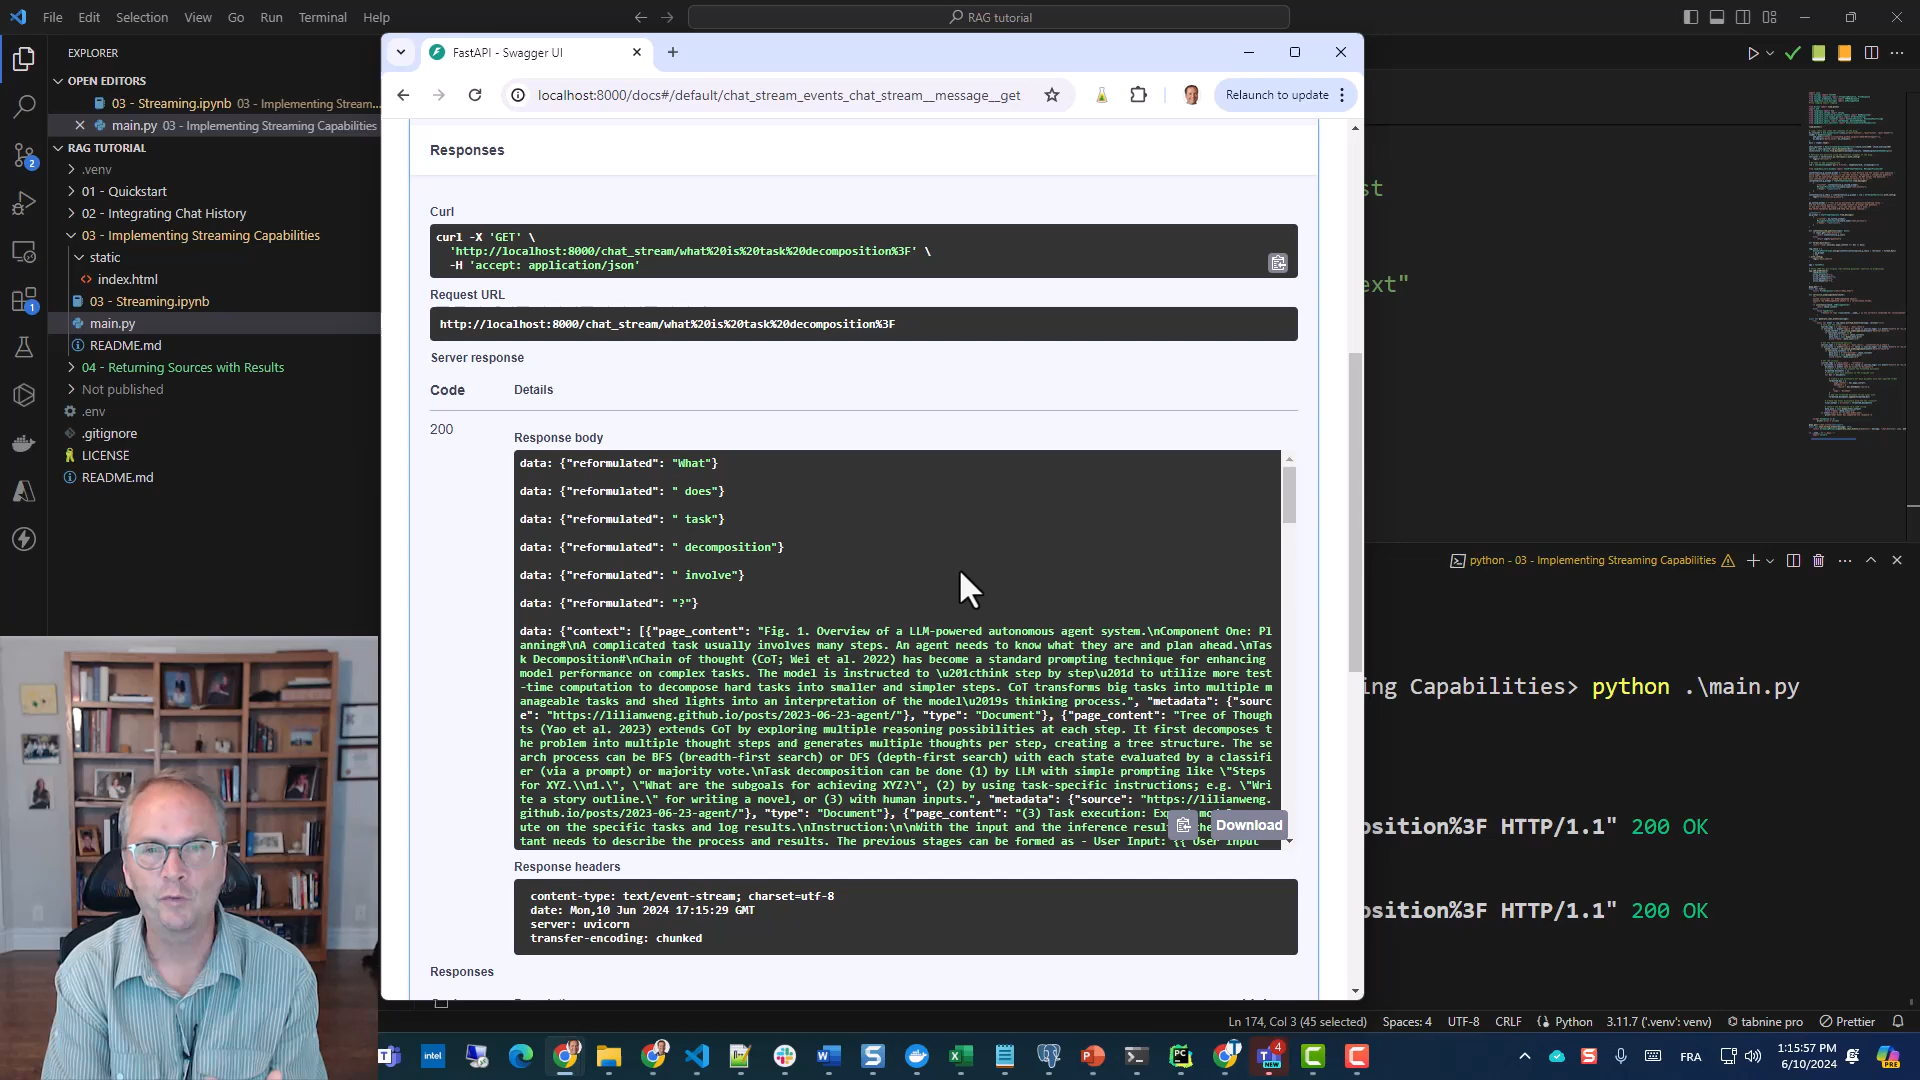 File Edit Selection View Go Run Terminal Help
RAG tutorial
EXPLORER
OPEN EDITORS
03 - Streaming.ipynb 03 - Implementing Stream...
main.py 03 - Implementing Streaming Capabilities
RAG TUTORIAL
.venv
01 - Quickstart
02 - Integrating Chat History
03 - Implementing Streaming Capabilities
static
index.html
03 - Streaming.ipynb
main.py
README.md
04 - Returning Sources with Results
Not published
.env
.gitignore
LICENSE
README.md
2
1
FastAPI - Swagger UI
localhost:8000/docs#/default/chat_stream_events_chat_stream__message__get
Relaunch to update
Responses
Curl
curl -X 'GET' \
'http://localhost:8000/chat_stream/what%20is%20task%20decomposition%3F' \
-H 'accept: application/json'
Request URL
http://localhost:8000/chat_stream/what%20is%20task%20decomposition%3F
Server response
Code Details
200
Response body
data: {"reformulated": "What"}
data: {"reformulated": " does"}
data: {"reformulated": " task"}
data: {"reformulated": " decomposition"}
data: {"reformulated": " involve"}
data: {"reformulated": "?"}
data: {"context": [{"page_content": "Fig. 1. Overview of a LLM-powered autonomous agent system.\nComponent One: Pl
anning#\nA complicated task usually involves many steps. An agent needs to know what they are and plan ahead.\nTas
k Decomposition#\nChain of thought (CoT; Wei et al. 2022) has become a standard prompting technique for enhancing
model performance on complex tasks. The model is instructed to \u201cthink step by step\u201d to utilize more test
-time computation to decompose hard tasks into smaller and simpler steps. CoT transforms big tasks into multiple m
anageable tasks and shed lights into an interpretation of the model\u2019s thinking process.", "metadata": {"sourc
e": "https://lilianweng.github.io/posts/2023-06-23-agent/"}, "type": "Document"}, {"page_content": "Tree of Though
ts (Yao et al. 2023) extends CoT by exploring multiple reasoning possibilities at each step. It first decomposes t
he problem into multiple thought steps and generates multiple thoughts per step, creating a tree structure. The se
arch process can be BFS (breadth-first search) or DFS (depth-first search) with each state evaluated by a classifi
er (via a prompt) or majority vote.\nTask decomposition can be done (1) by LLM with simple prompting like \"Steps
for XYZ.\\n1.\", \"What are the subgoals for achieving XYZ?\", (2) by using task-specific instructions; e.g. \"Wri
te a story outline.\" for writing a novel, or (3) with human inputs.", "metadata": {"source": "https://lilianweng.
github.io/posts/2023-06-23-agent/"}, "type": "Document"}, {"page_content": "(3) Task execution: Exp
ute on the specific tasks and log results.\nInstruction:\n\nWith the input and the inference resul
tant needs to describe the process and results. The previous stages can be formed as - User Input: {{ User Input
Download
Response headers
content-type: text/event-stream; charset=utf-8
date: Mon,10 Jun 2024 17:15:29 GMT
server: uvicorn
transfer-encoding: chunked
Responses
st
ext"
python - 03 - Implementing Streaming Capabilities
ing Capabilities> python .\main.py
osition%3F HTTP/1.1" 200 OK
osition%3F HTTP/1.1" 200 OK
Ln 174, Col 3 (45 selected) Spaces: 4 UTF-8 CRLF Python 3.11.7 ('.venv': venv) tabnine pro Prettier
intel
4
NEW
FRA
1:15:57 PM
6/10/2024
PRE